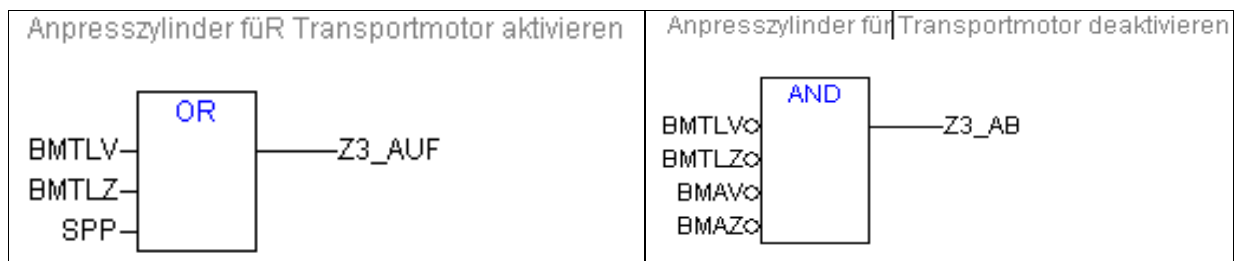 Anpresszylinder füR Transportmotor aktivieren
OR
BMTLV
Z3_AUF
BMTLZ
SPP
Anpresszylinder für Transportmotor deaktivieren
AND
BMTLV
Z3_AB
BMTLZ
BMAV
BMAZ